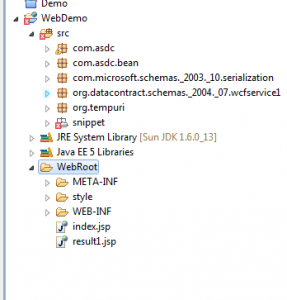 Demo
WebDemo
src
com.asdc
com.asdc.bean
com.microsoft.schemas._2003._10.serialization
org.datacontract.schemas._2004._07.wcfservice1
org.tempuri
snippet
JRE System Library [Sun JDK 1.6.0_13]
Java EE 5 Libraries
WebRoot
META-INF
style
WEB-INF
index.jsp
result1.jsp